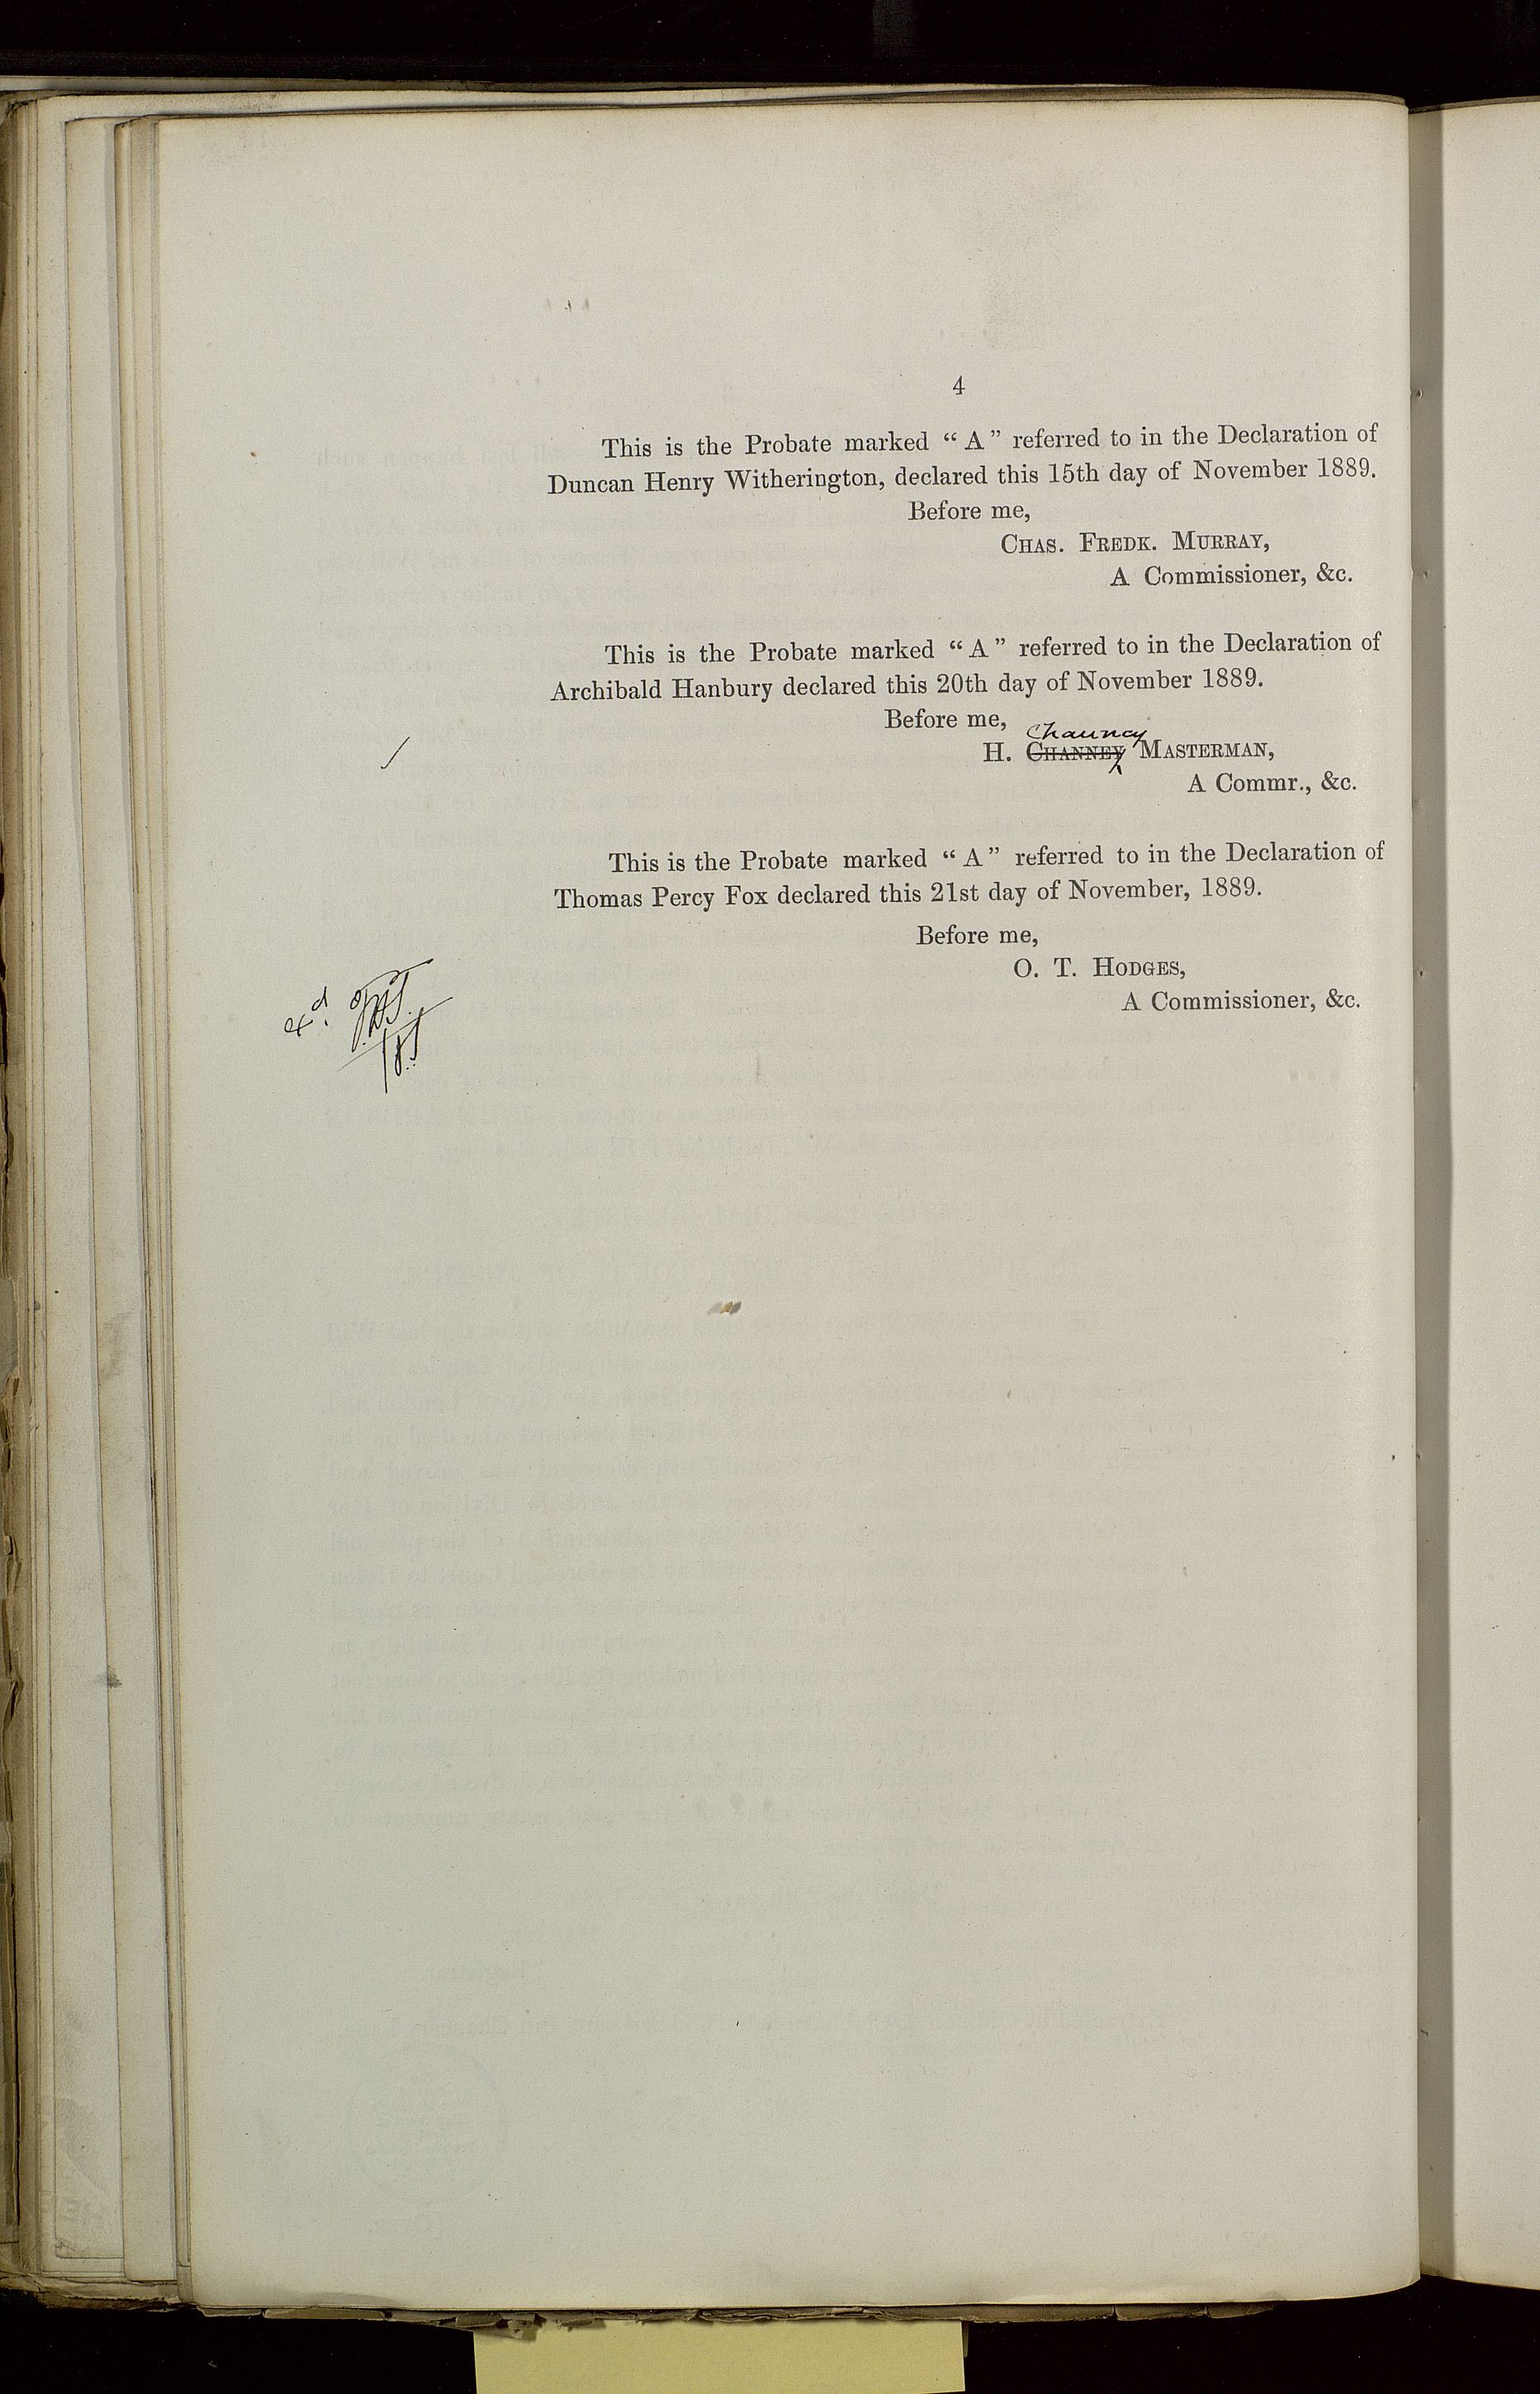 4
This is the Probate marked “ A ” referred to in the Declaration of
Duncan Henry Witherington, declared this 15th day of November 1889.
Before me,
CHAS. FREDK. MURRAY,
A Commissioner, &c.
This is the Probate marked “ A ” referred to in the Declaration of
Archibald Hanbury declared this 20th day of November 1889.
Before me,
Chauncy
H. CHANNEY MASTERMAN,
A Commr., &c.
This is the Probate marked “ A ” referred to in the Declaration of
Thomas Percy Fox declared this 21st day of November, 1889.
Before me,
O. T. HODGES,
A Commissioner, &c.